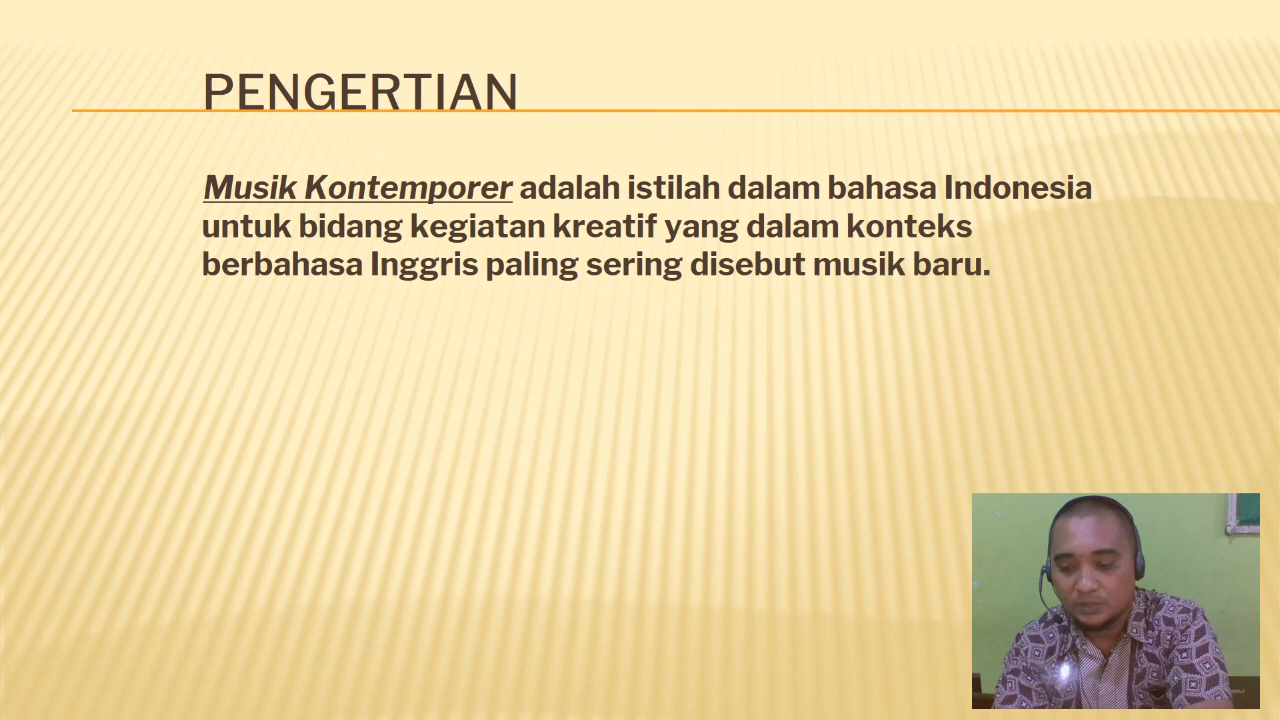 PENGERTIAN
Musik Kontemporer adalah istilah dalam bahasa Indonesia
untuk bidang kegiatan kreatif yang dalam konteks
berbahasa Inggris paling sering disebut musik baru.